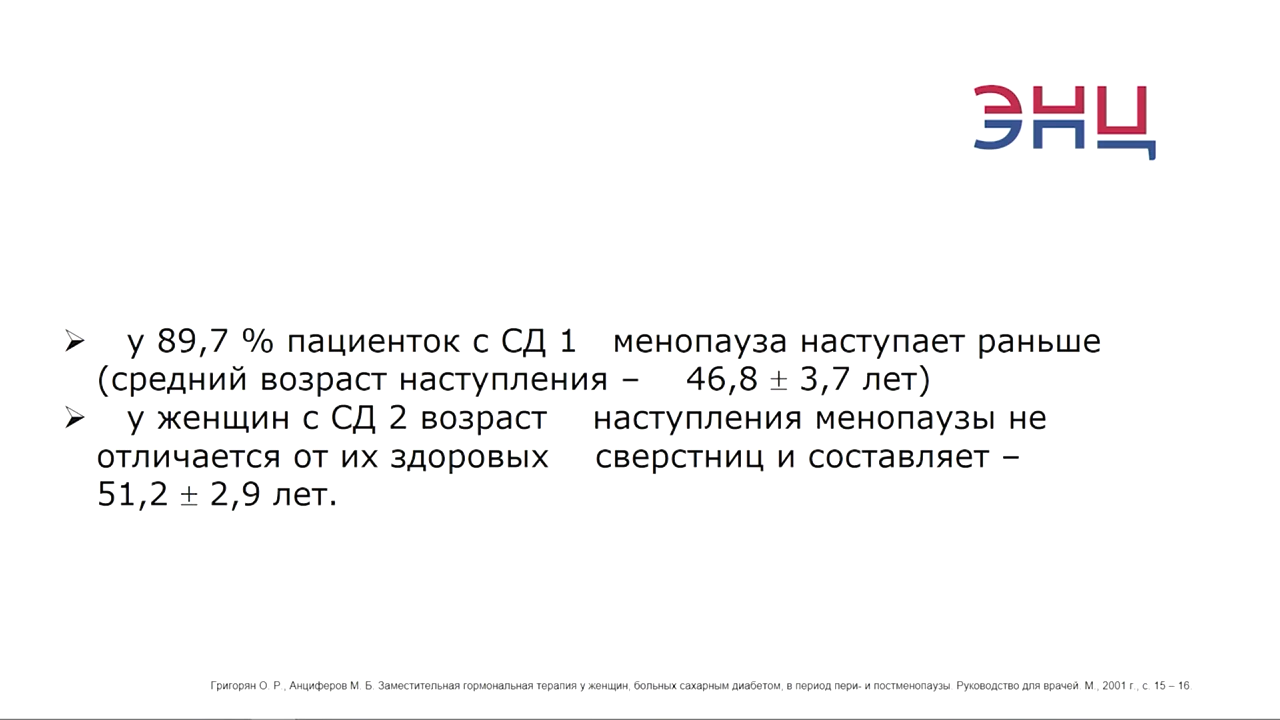 ЭНЦ
➢ у 89,7 % пациенток с СД 1 менопауза наступает раньше
(средний возраст наступления – 46,8 ± 3,7 лет)
➢ у женщин с СД 2 возраст наступления менопаузы не
отличается от их здоровых сверстниц и составляет –
51,2 ± 2,9 лет.
Григорян О. Р., Анциферов М. Б. Заместительная гормональная терапия у женщин, больных сахарным диабетом, в период пери- и постменопаузы. Руководство для врачей. М., 2001 г., с. 15 – 16.